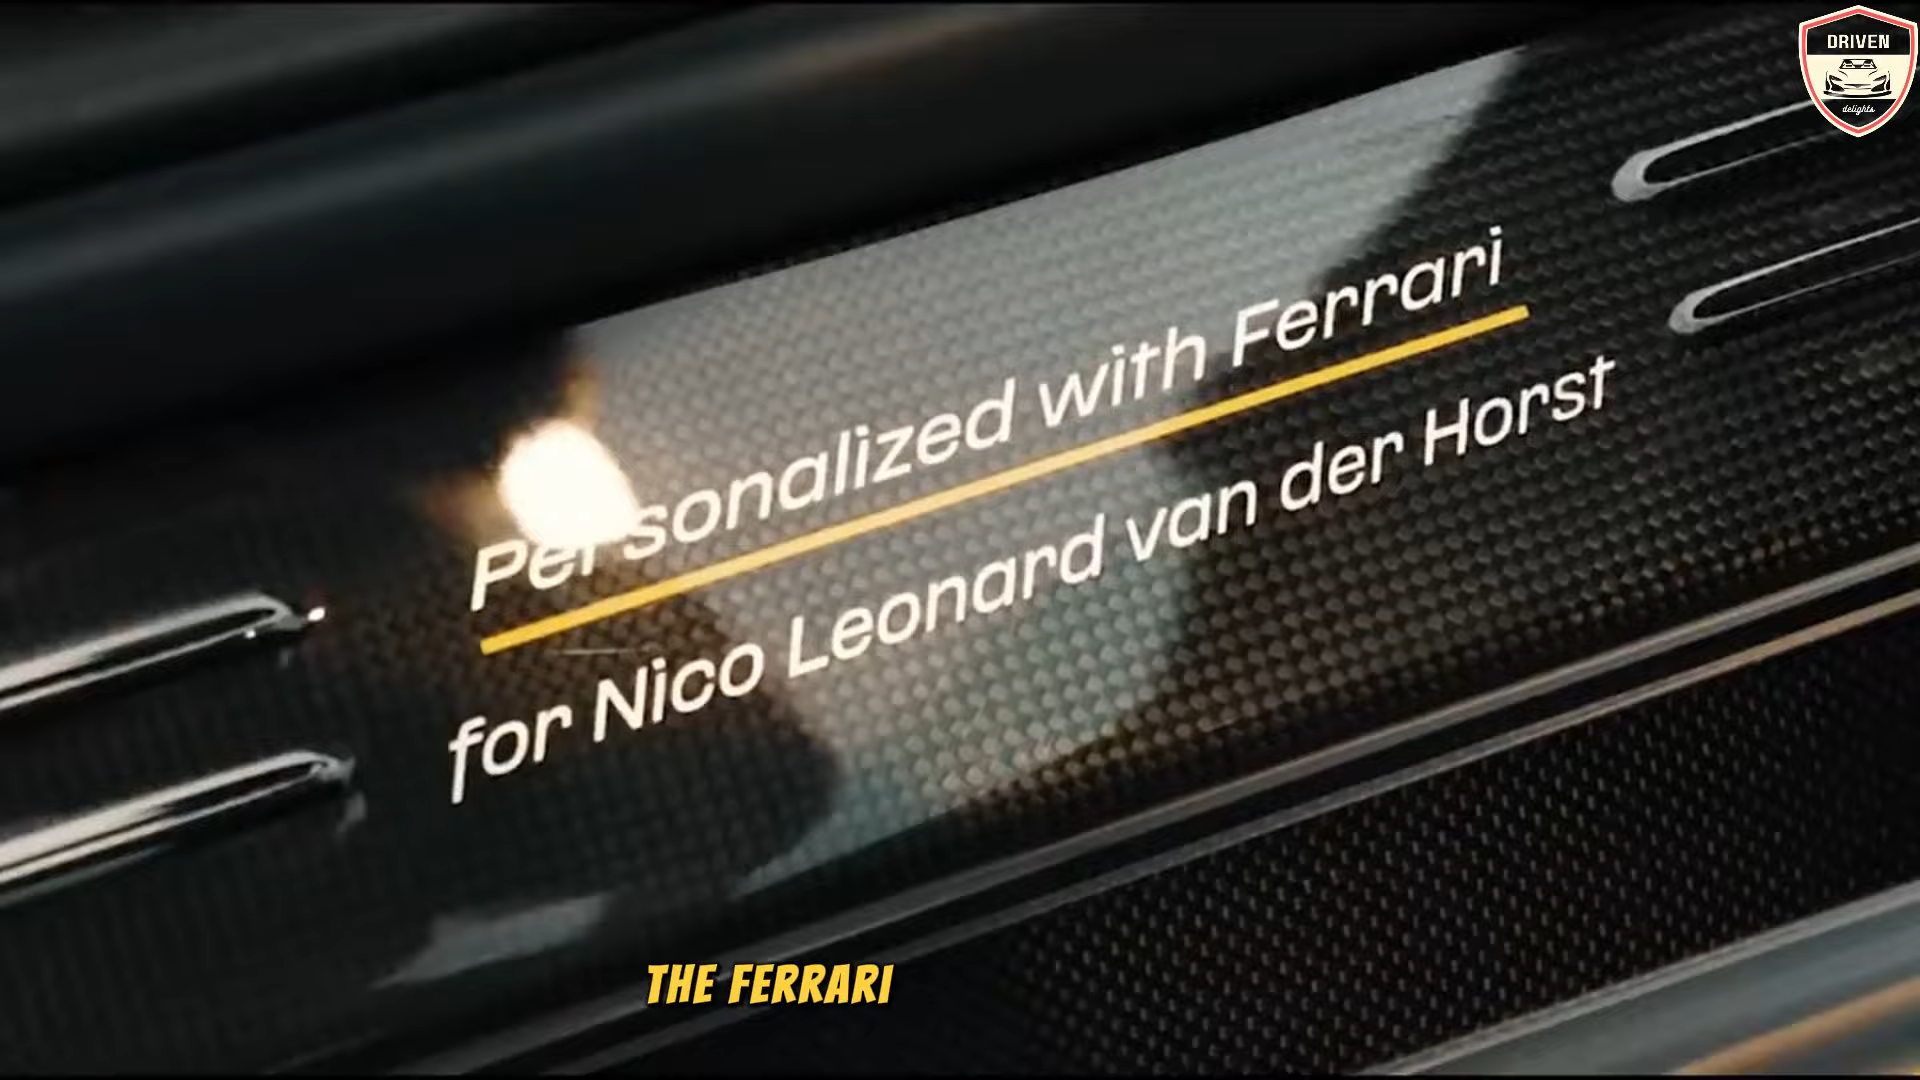 DRIVEN
delights
Personalized with Ferrari
for Nico Leonard van der Horst
THE FERRARI